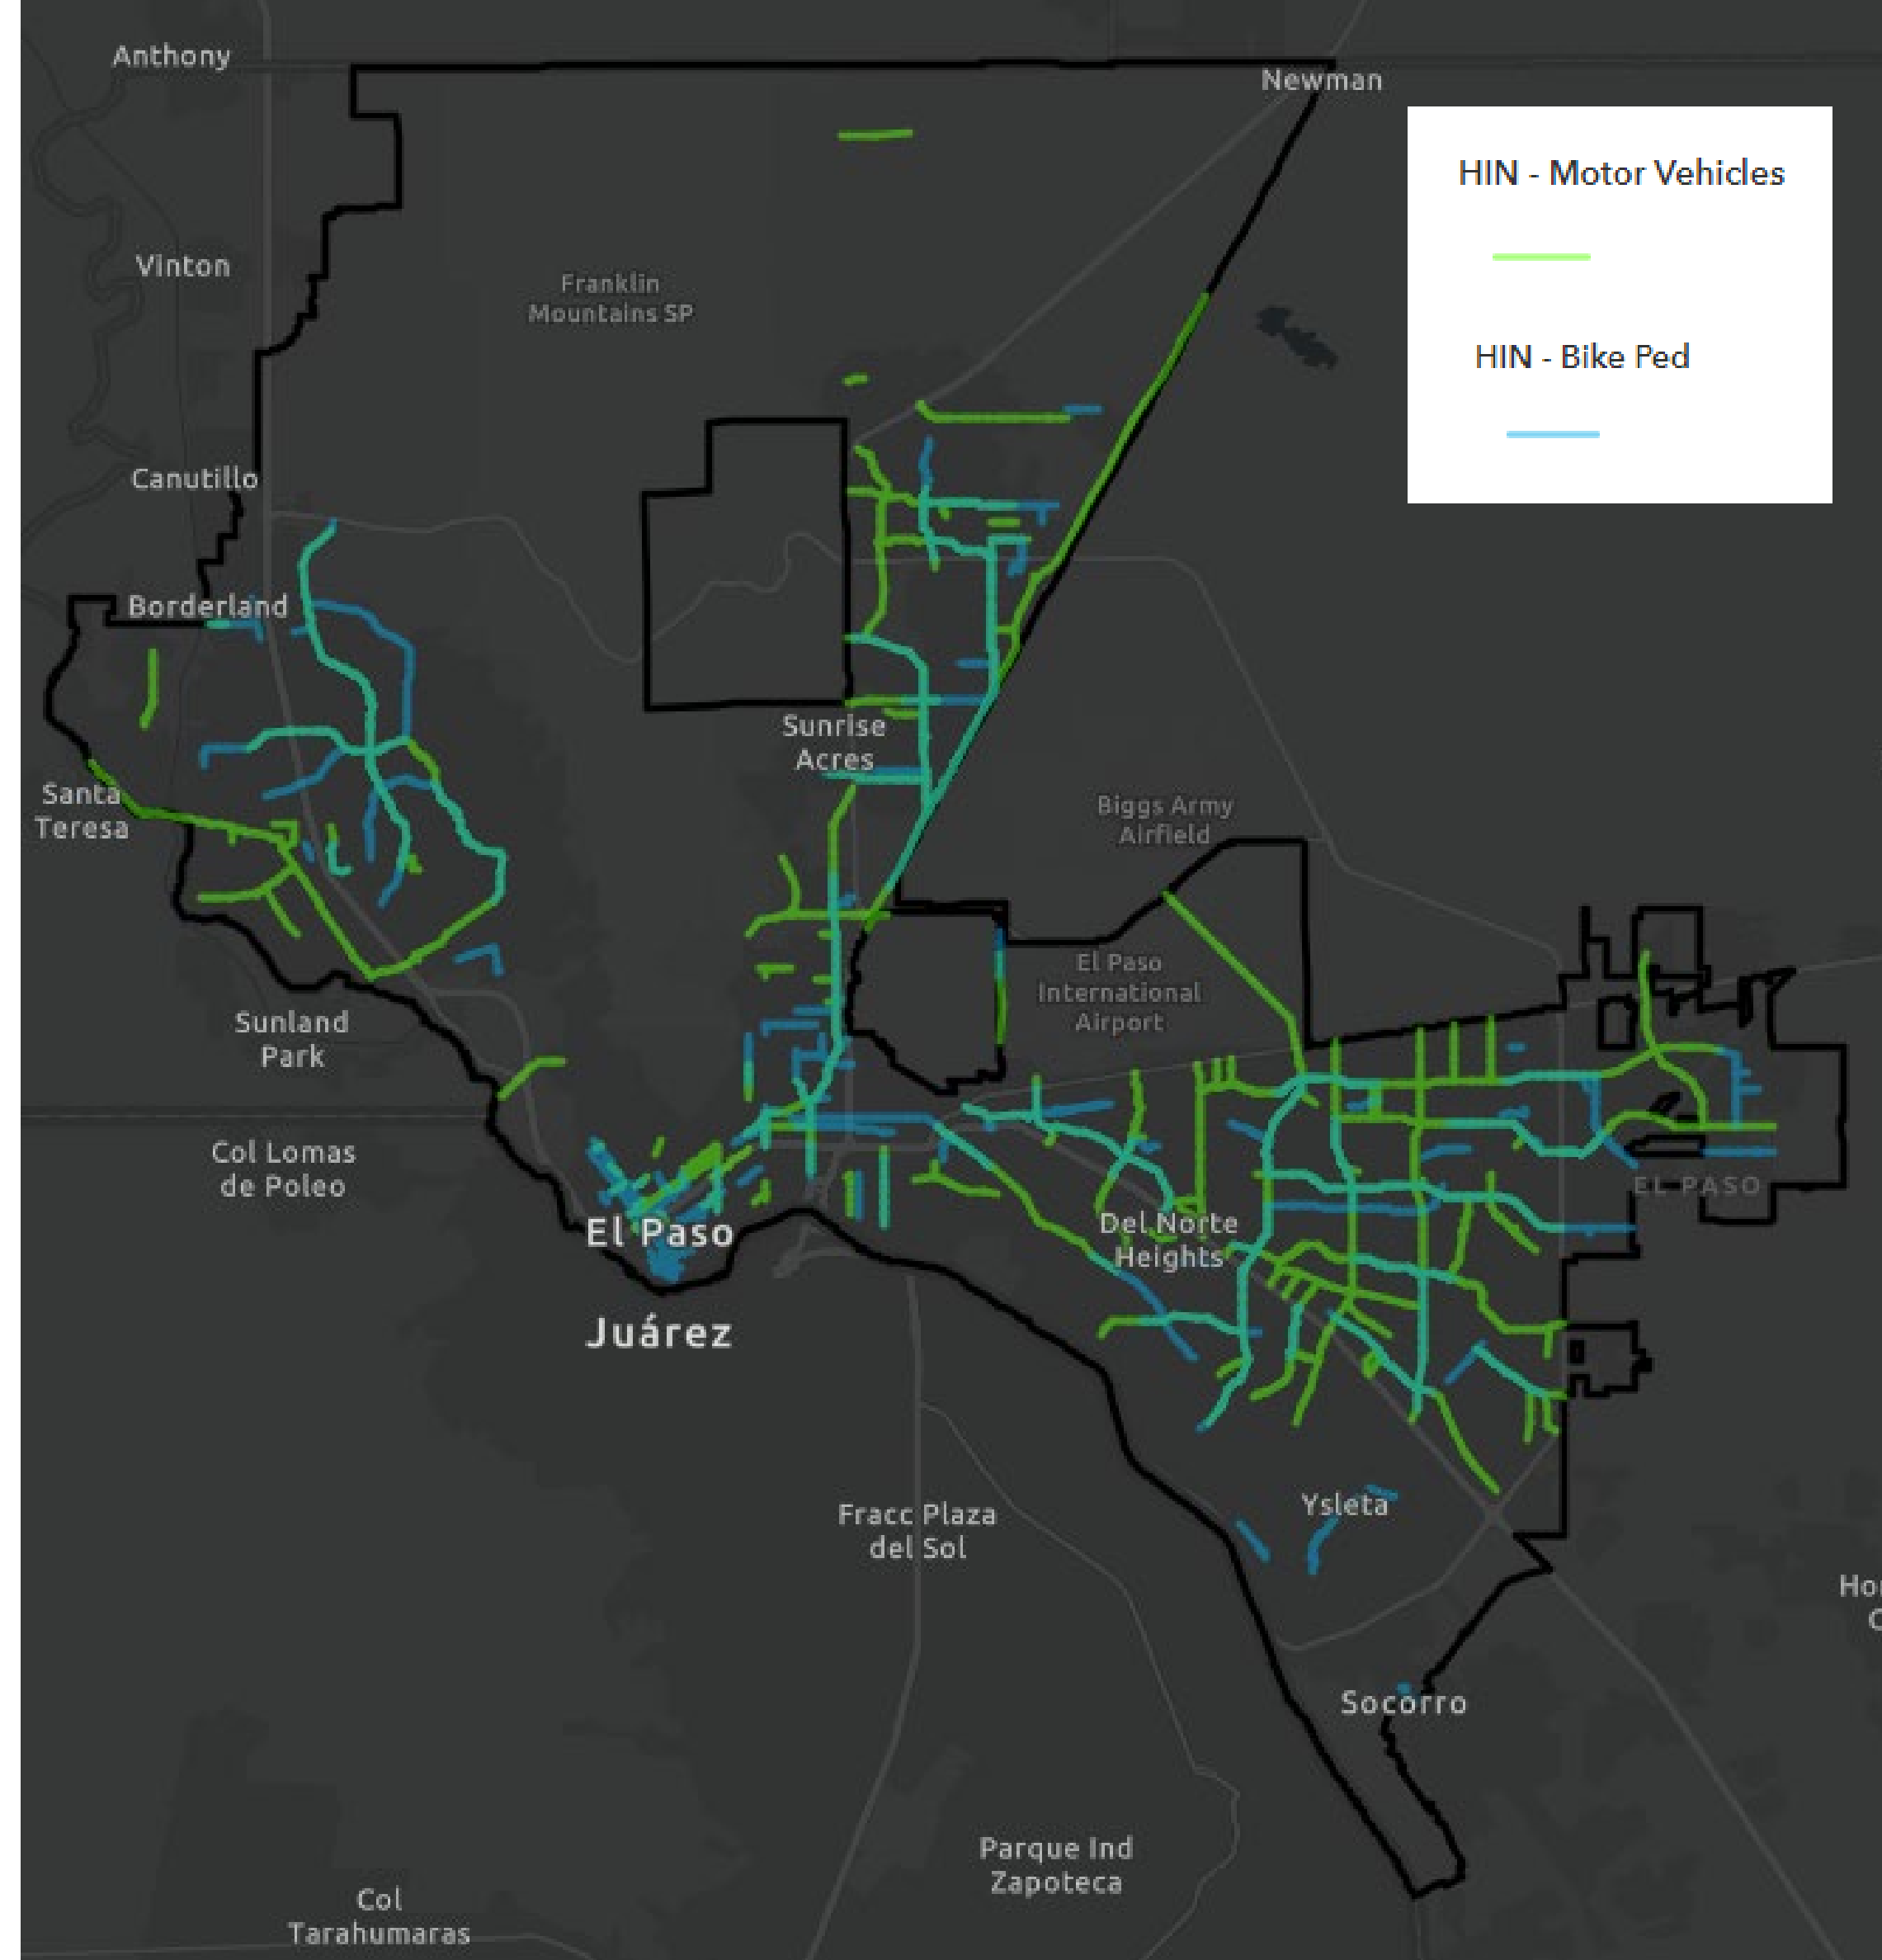 Anthony
Newman
HIN - Motor Vehicles
Vinton
Franklin
Mountains SP
HIN - Bike Ped
Canutillo
Borderland
Sunrise
Acres
Santa
Teresa
Biggs Army
Airfield
El Paso
International
Airport
Sunland
Park
Col Lomas
de Poleo
EL PASO
El Paso
Del Norte
Heights
Juárez
Ysleta
Fracc Plaza
del Sol
Socorro
Parque Ind
Zapoteca
Col
Tarahumaras